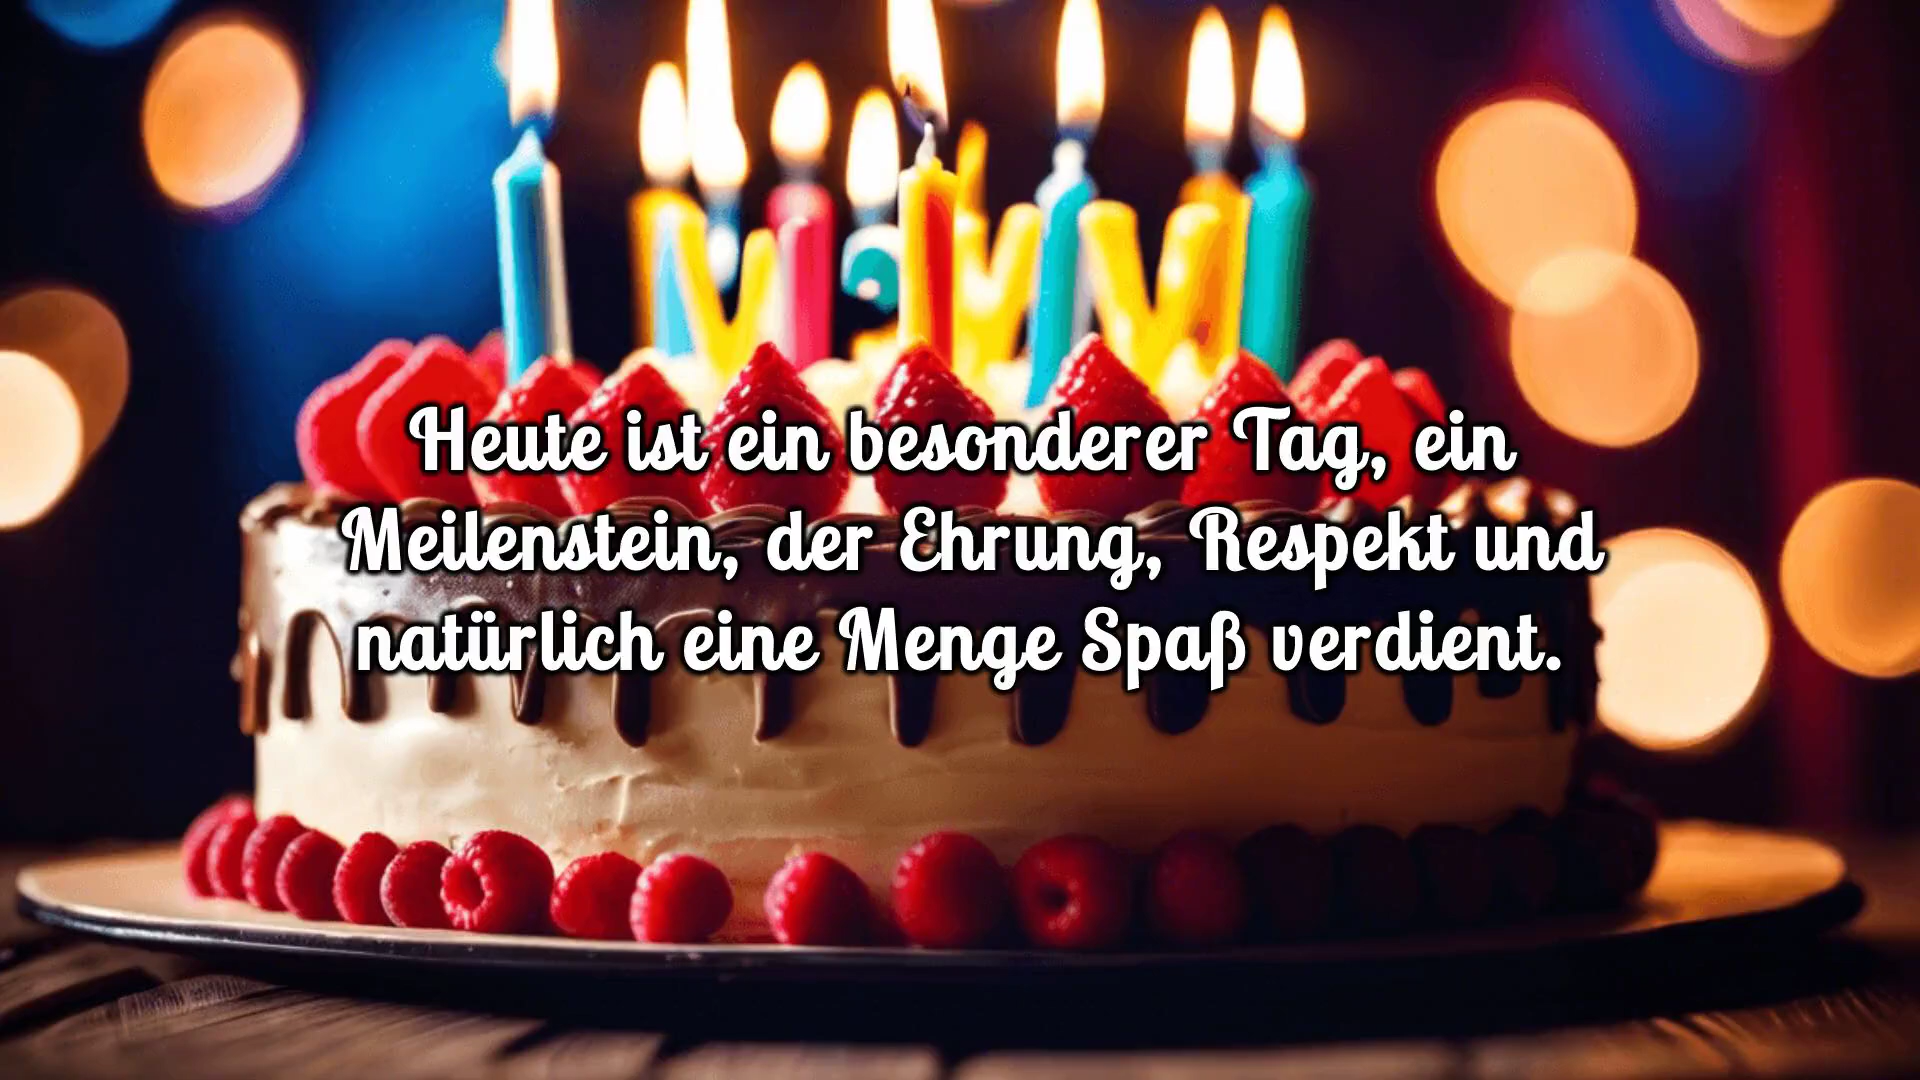 Heute ist ein besonderer Tag, ein
Meilenstein, der Ehrung, Respekt und
natürlich eine Menge Spaß verdient.